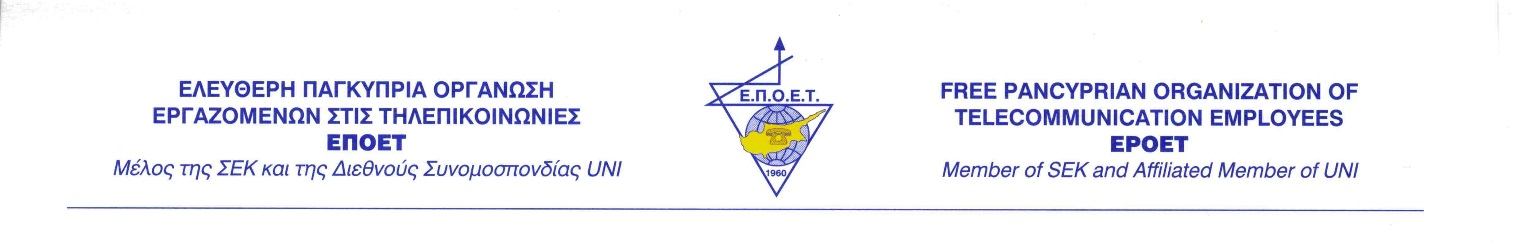 ΕΛΕΥΘΕΡΗ ΠΑΓΚΥΠΡΙΑ ΟΡΓΑΝΩΣΗ
ΕΡΓΑΖΟΜΕΝΩΝ ΣΤΙΣ ΤΗΛΕΠΙΚΟΙΝΩΝΙΕΣ
ΕΠΟΕΤ
Μέλος της ΣΕΚ και της Διεθνούς Συνομοσπονδίας UNI
Ε.Π.Ο.Ε.Τ.
1960
FREE PANCYPRIAN ORGANIZATION OF
TELECOMMUNICATION EMPLOYEES
EPOET
Member of SEK and Affiliated Member of UNI